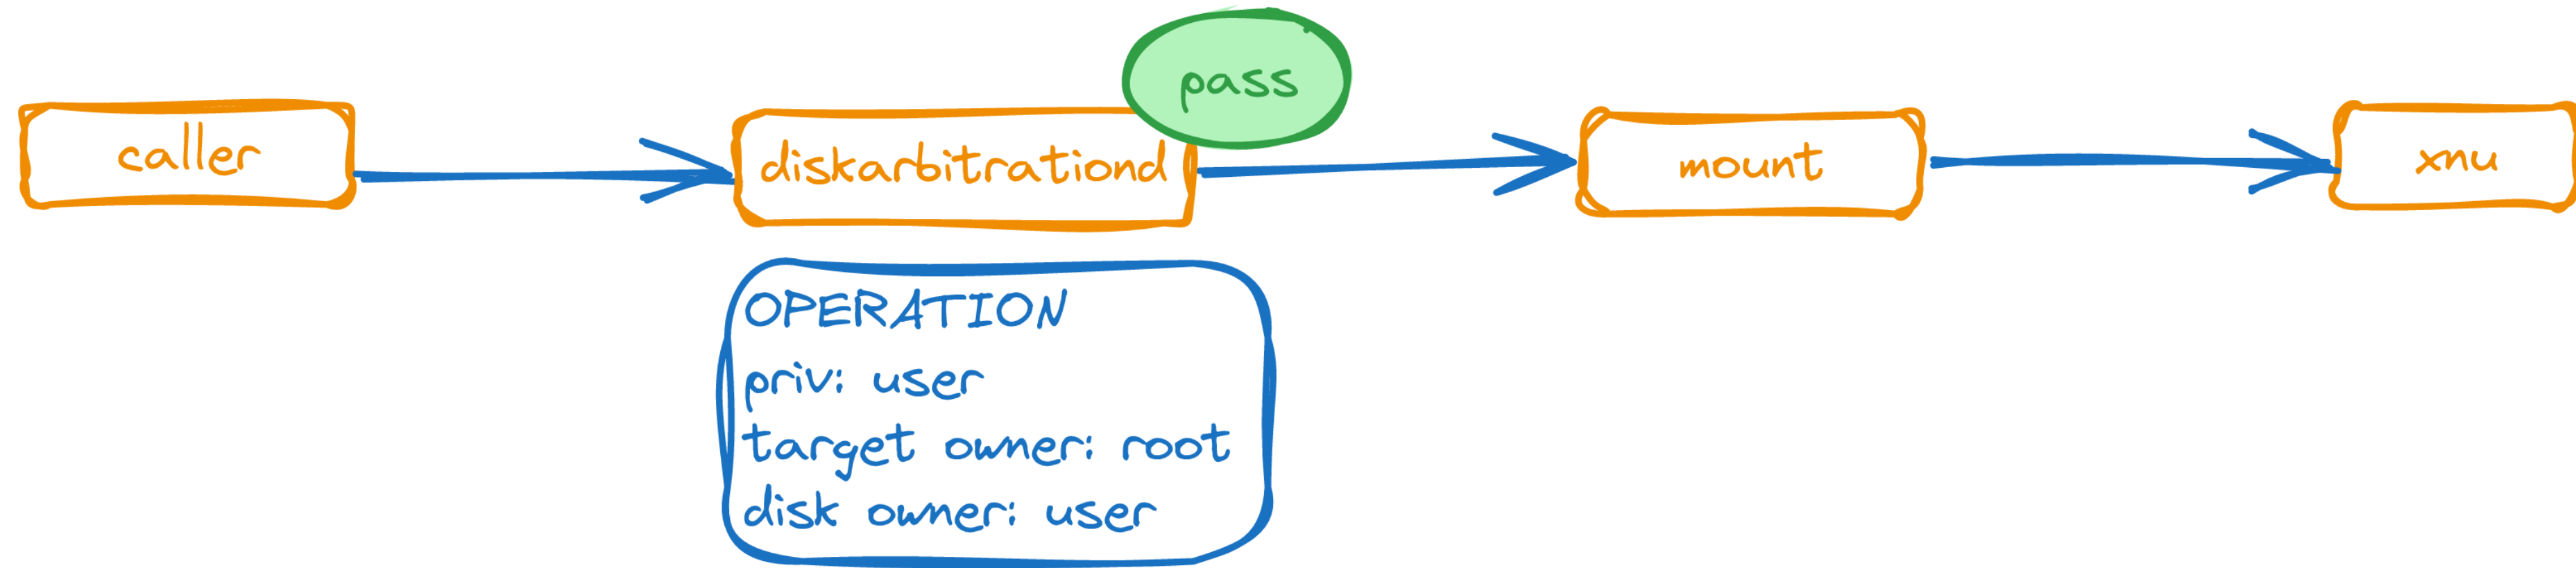 pass
caller
diskarbitrationd
mount
xnu
OPERATION
priv: user
target owner: root
disk owner: user